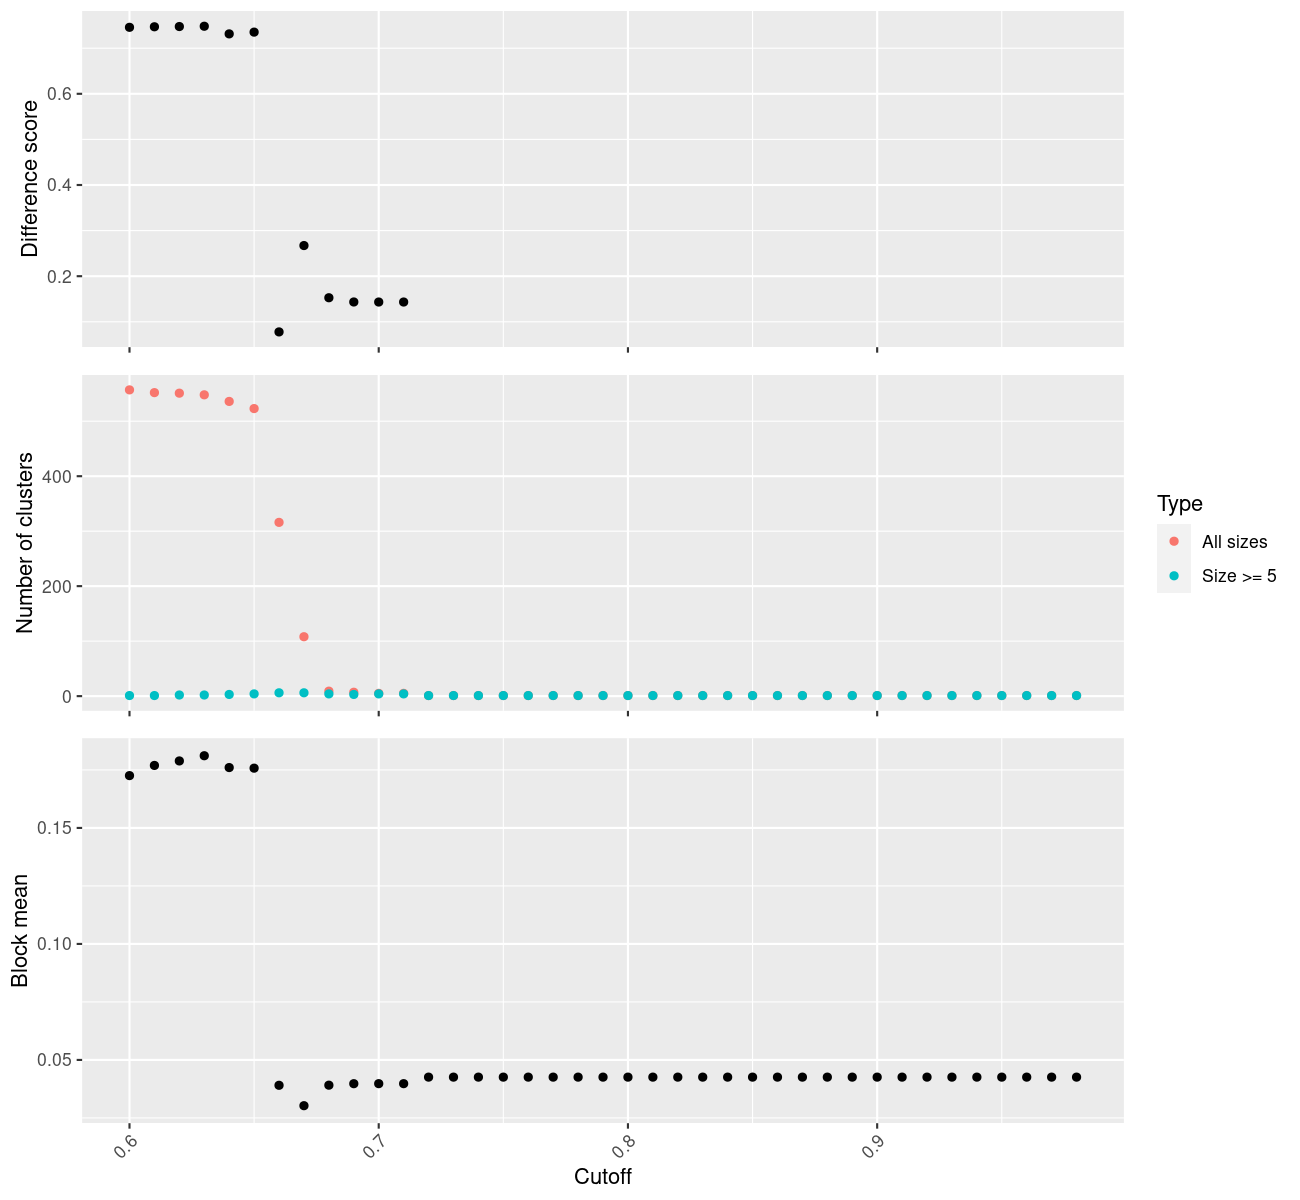 Difference score
0.6
0.4
0.2
Number of clusters
400
200
0
Type
All sizes
Size >= 5
Block mean
0.15
0.10
0.05
0.6
0.7
0.8
0.9
Cutoff